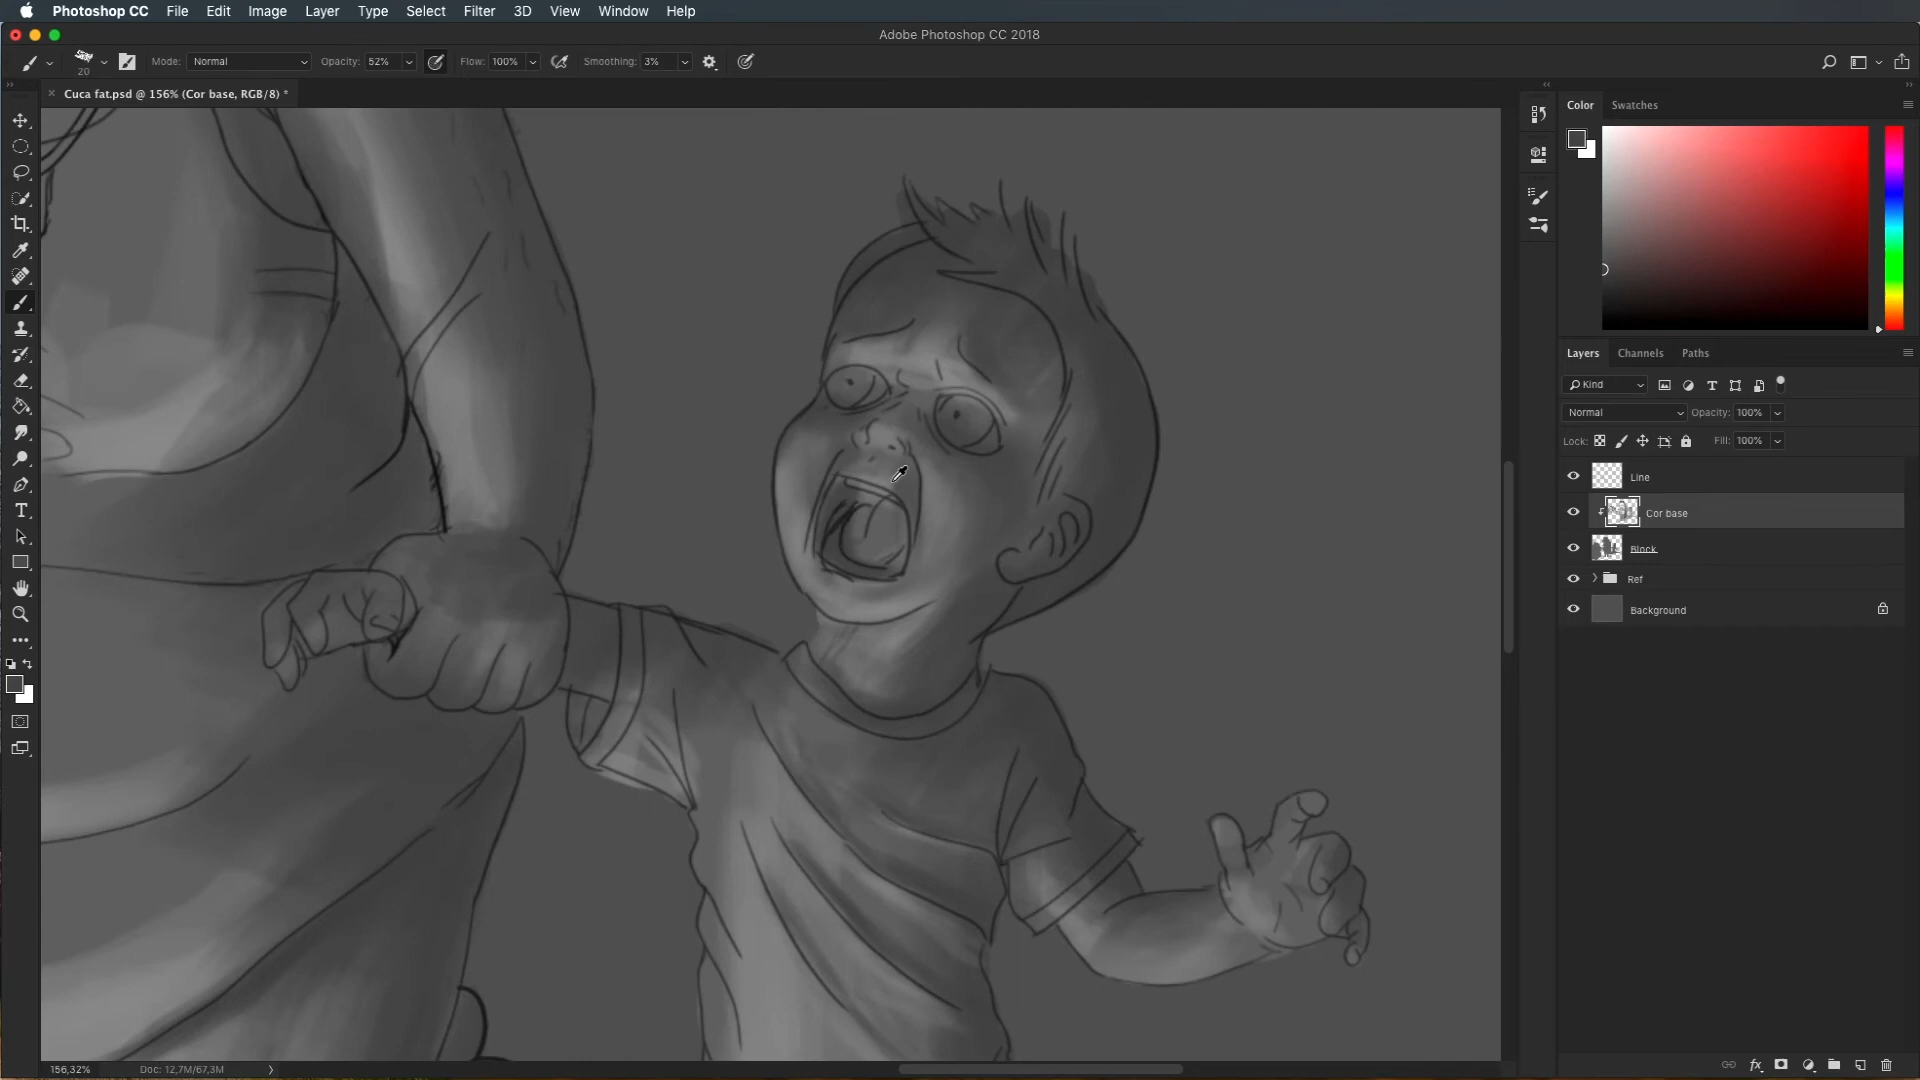 Photoshop CC File Edit Image Layer Type Select Filter 3D View Window Help
Adobe Photoshop CC 2018
20 Mode: Normal Opacity: 52% Flow: 100% Smoothing: 3%
× Cuca fat.psd @ 156% (Cor base, RGB/8) *
Color Swatches
Layers Channels Paths
Kind
Normal Opacity: 100%
Lock: Fill: 100%
Line
Cor base
Block
Ref
Background
156,32% Doc: 12,7M/67,3M